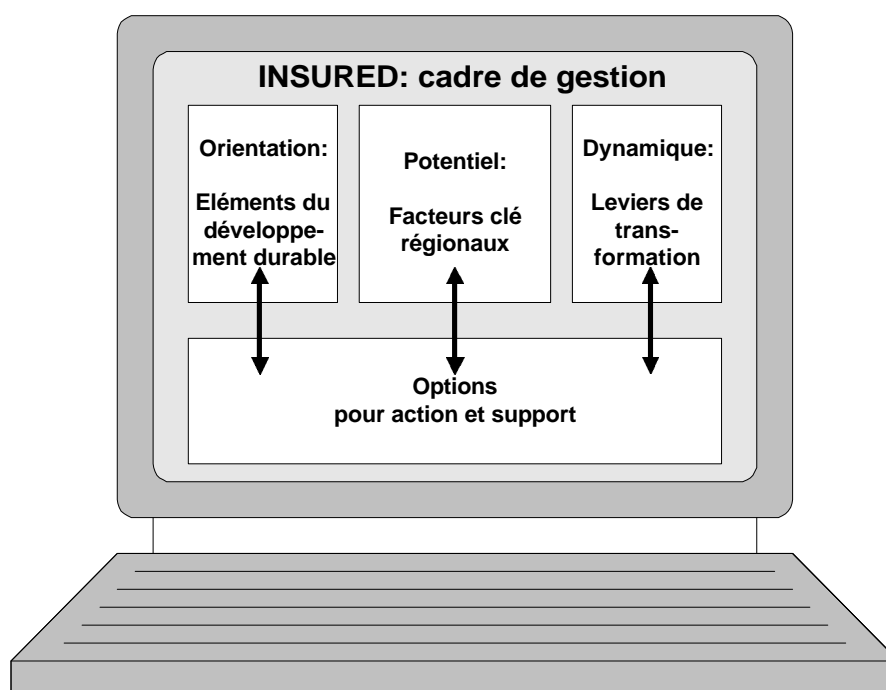 INSURED: cadre de gestion
Orientation:
Eléments du
développe-
ment durable
Potentiel:
Facteurs clé
régionaux
Dynamique:
Leviers de
trans-
formation
Options
pour action et support